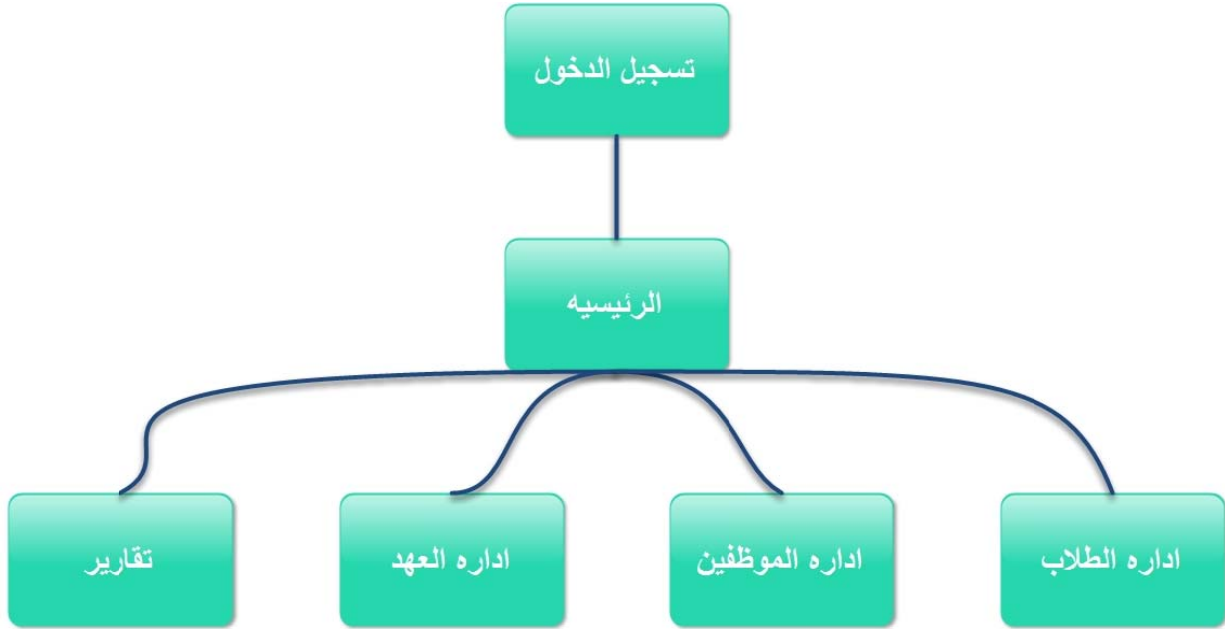 تسجيل الدخول
الرئيسيه
اداره الطلاب
اداره الموظفين
اداره العهد
تقارير